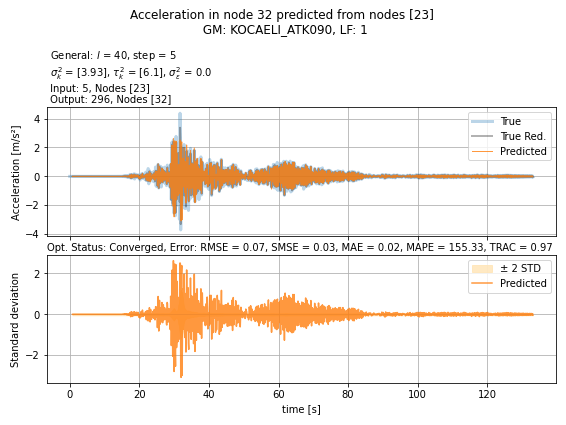 Acceleration in node 32 predicted from nodes [23]
GM: KOCAELI_ATK090, LF: 1
General: l = 40, step = 5
σ²ₖ = [3.93], τ²ₖ = [6.1], σ²ε = 0.0
Input: 5, Nodes [23]
Output: 296, Nodes [32]
Acceleration [m/s²]
4
2
0
−2
−4
True
True Red.
Predicted
Opt. Status: Converged, Error: RMSE = 0.07, SMSE = 0.03, MAE = 0.02, MAPE = 155.33, TRAC = 0.97
Standard deviation
2
0
−2
± 2 STD
Predicted
0 20 40 60 80 100 120
time [s]